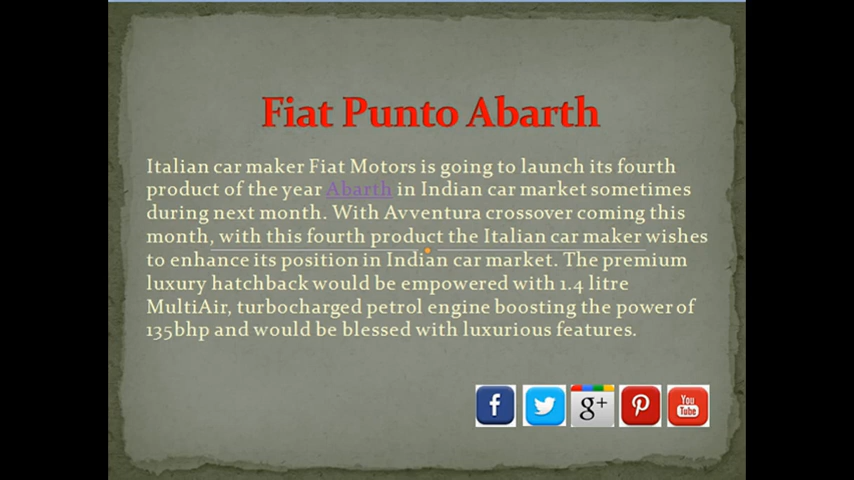 Fiat Punto Abarth
Italian car maker Fiat Motors is going to launch its fourth
product of the year Abarth in Indian car market sometimes
during next month. With Avventura crossover coming this
month, with this fourth product the Italian car maker wishes
to enhance its position in Indian car market. The premium
luxury hatchback would be empowered with 1.4 litre
MultiAir, turbocharged petrol engine boosting the power of
135bhp and would be blessed with luxurious features.
f g+ You Tube